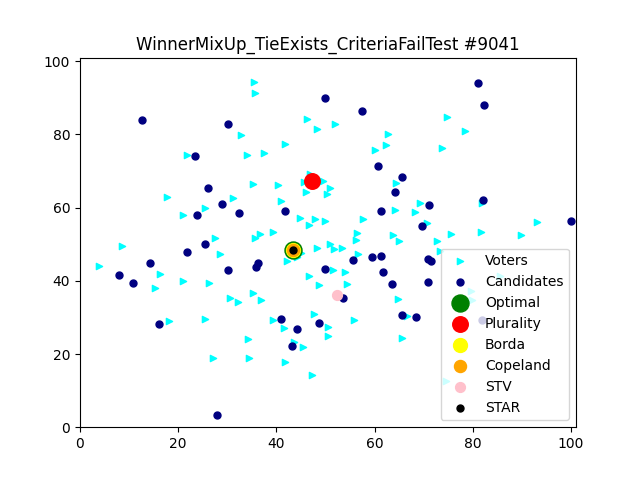 WinnerMixUp_TieExists_CriteriaFailTest #9041
100
80
60
40
20
0
0
20
40
60
80
100
Voters
Candidates
Optimal
Plurality
Borda
Copeland
STV
STAR